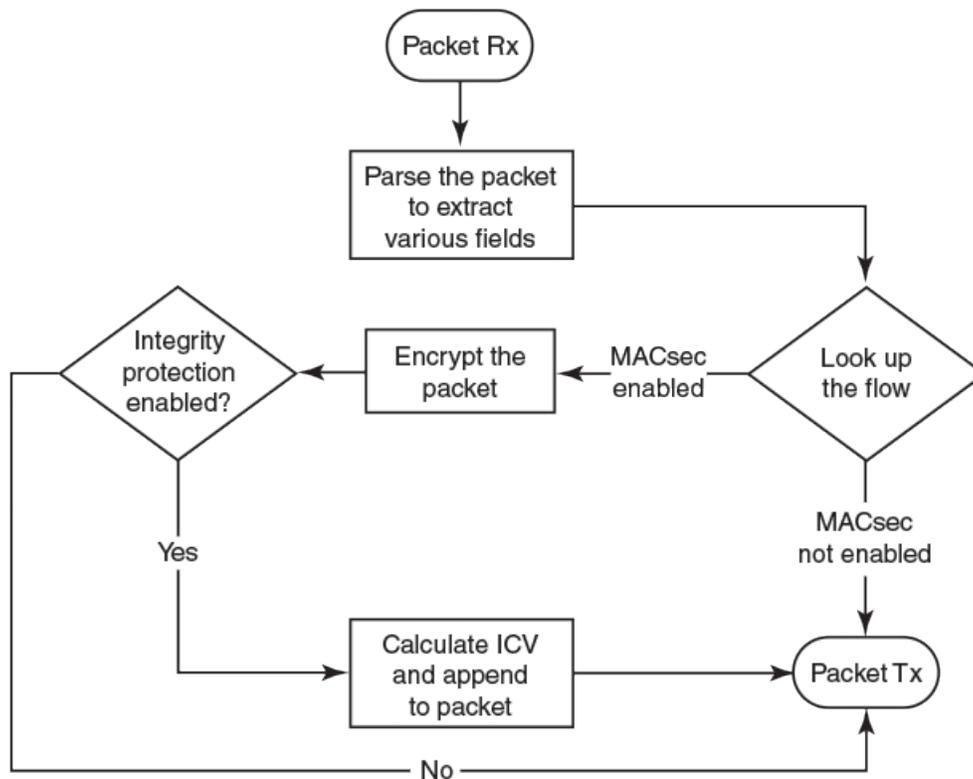 Packet Rx
Parse the packet
to extract
various fields
Look up
the flow
MACsec
enabled
Encrypt the
packet
Integrity
protection
enabled?
MACsec
not enabled
Yes
Calculate ICV
and append
to packet
Packet Tx
No